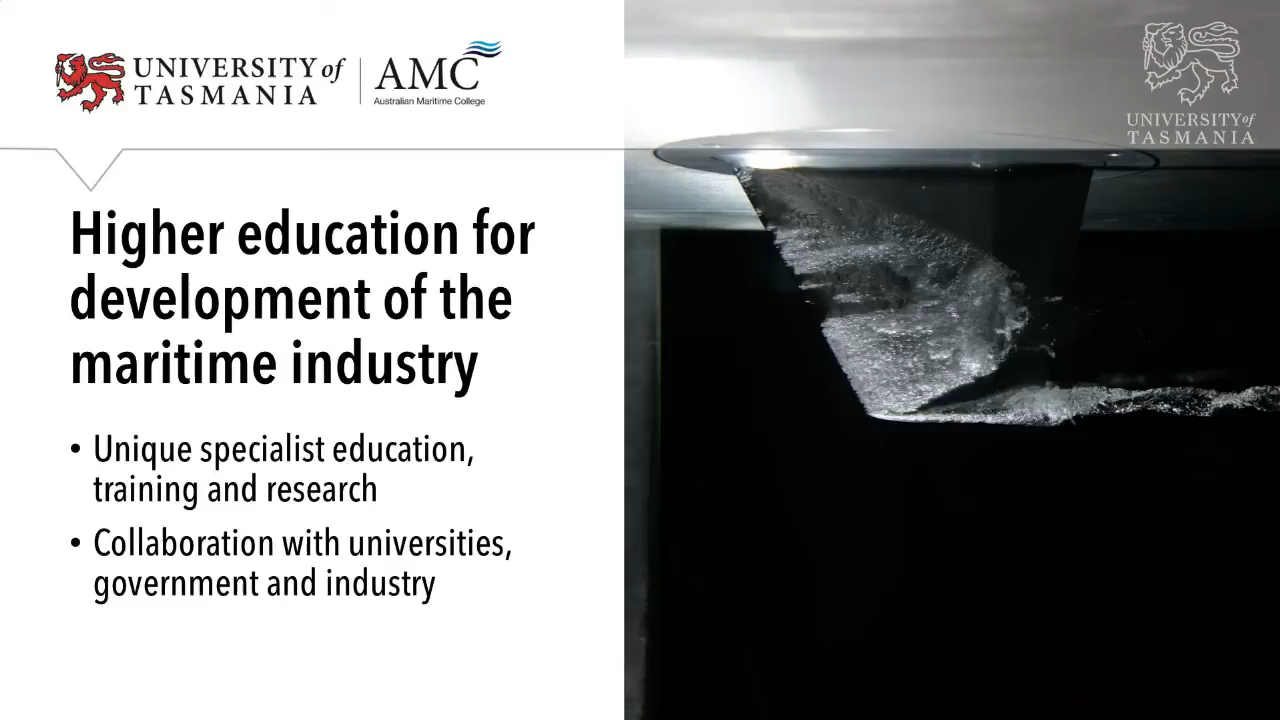 UNIVERSITY of
TASMANIA
AMC
Australian Maritime College
UNIVERSITY of
TASMANIA
Higher education for
development of the
maritime industry
• Unique specialist education,
training and research
• Collaboration with universities,
government and industry